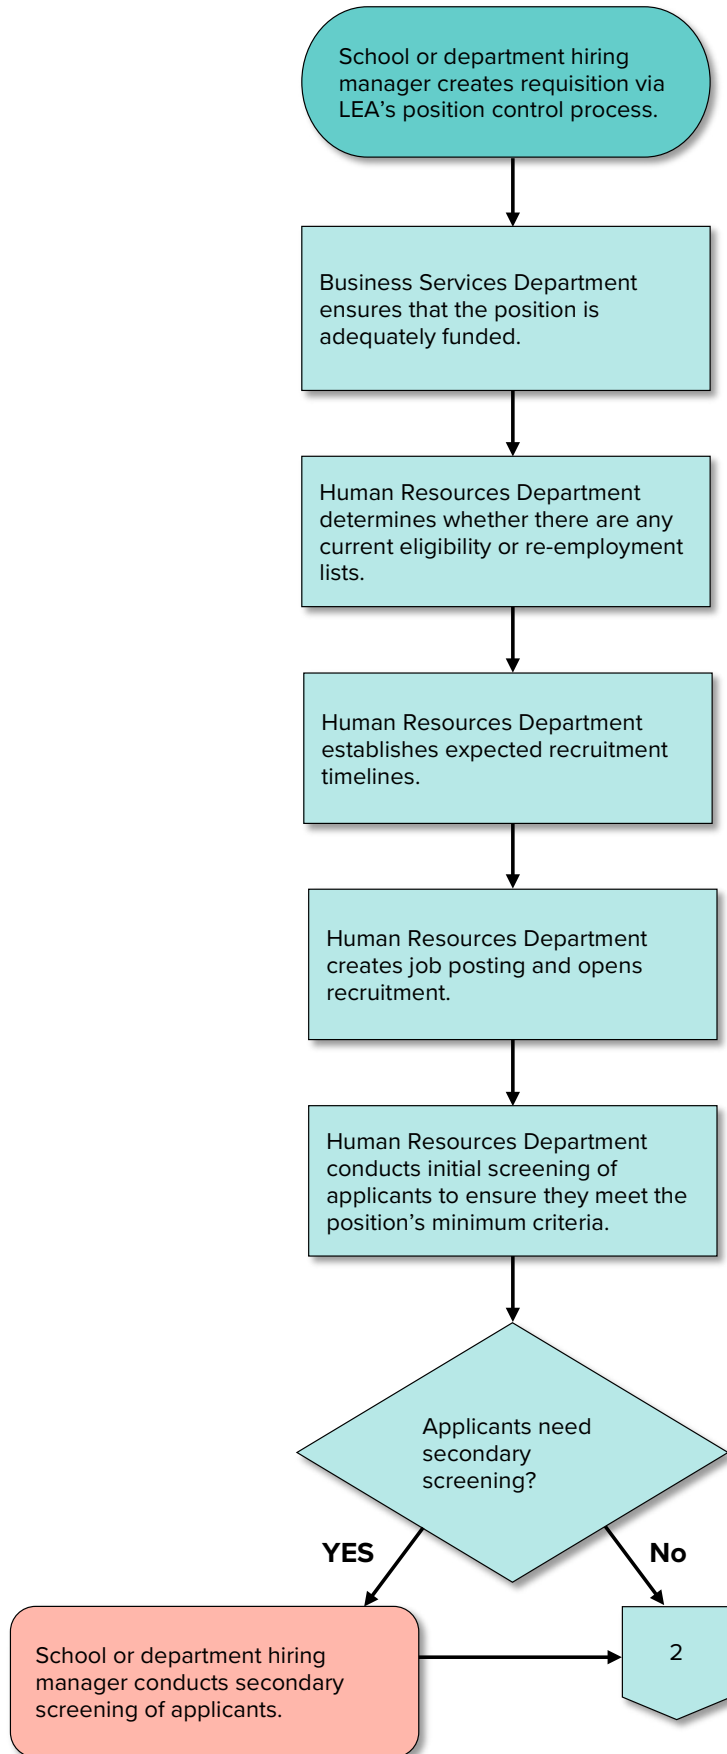 School or department hiring
manager creates requisition via
LEA’s position control process.
Business Services Department
ensures that the position is
adequately funded.
Human Resources Department
determines whether there are any
current eligibility or re-employment
lists.
Human Resources Department
establishes expected recruitment
timelines.
Human Resources Department
creates job posting and opens
recruitment.
Human Resources Department
conducts initial screening of
applicants to ensure they meet the
position’s minimum criteria.
Applicants need
secondary
screening?
YES
No
School or department hiring
manager conducts secondary
screening of applicants.
2